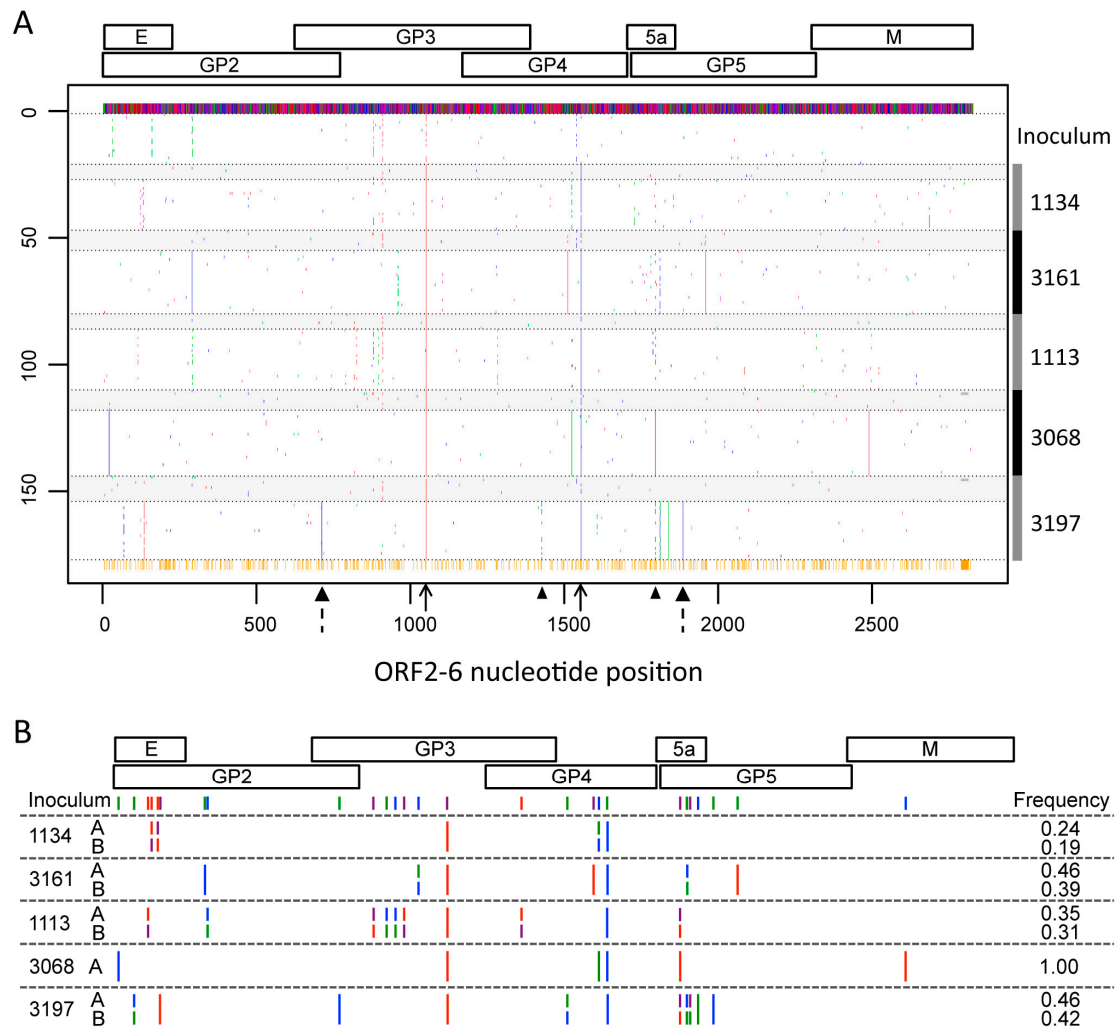 A
E GP3 5a M
GP2 GP4 GP5
Inoculum
0
50
100
150
1134
3161
1113
3068
3197
0 500 1000 1500 2000 2500
ORF2-6 nucleotide position
B
E GP3 5a M
GP2 GP4 GP5
Inoculum Frequency
1134 A 0.24
B 0.19
3161 A 0.46
B 0.39
1113 A 0.35
B 0.31
3068 A 1.00
3197 A 0.46
B 0.42